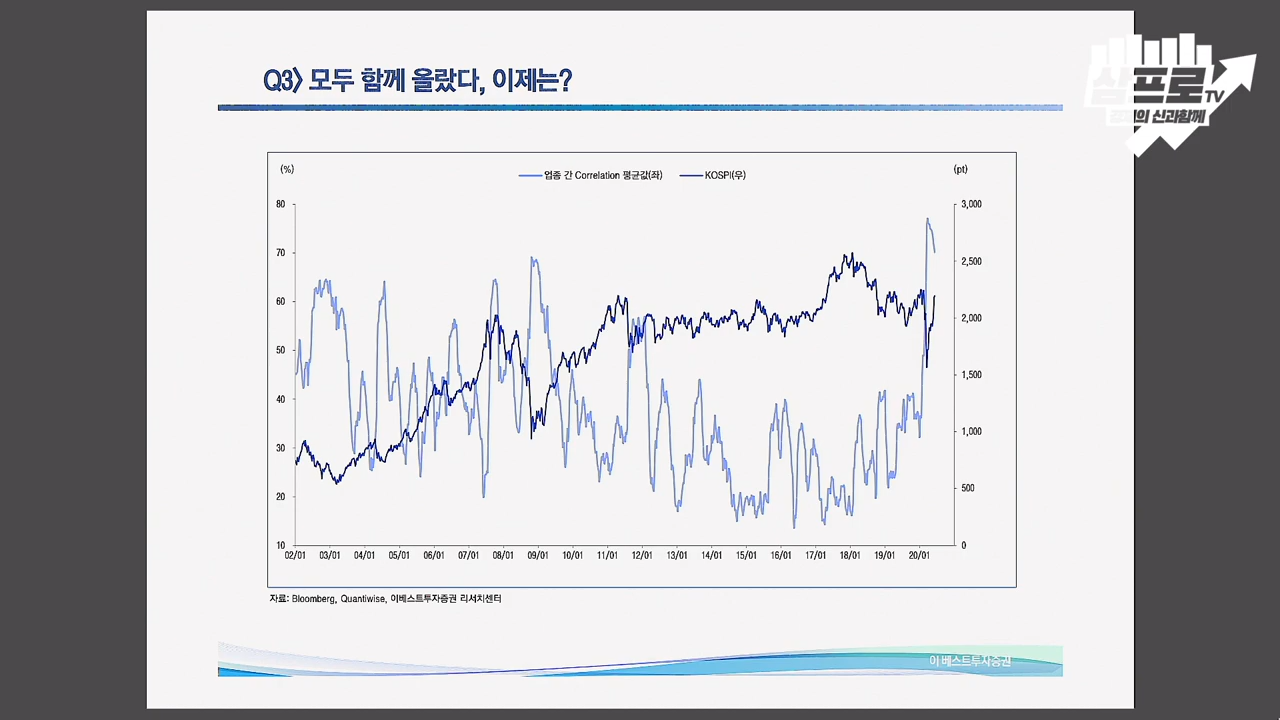 Q3> 모두 함께 올랐다, 이제는?
삼프로TV
의 신과함께
(%)
업종 간 Correlation 평균값(좌)
KOSPI(우)
(pt)
80
70
60
50
40
30
20
10
3,000
2,500
2,000
1,500
1,000
500
0
02/01 03/01 04/01 05/01 06/01 07/01 08/01 09/01 10/01 11/01 12/01 13/01 14/01 15/01 16/01 17/01 18/01 19/01 20/01
자료: Bloomberg, Quantiwise, 이베스트투자증권 리서치센터
이베스트투자증권